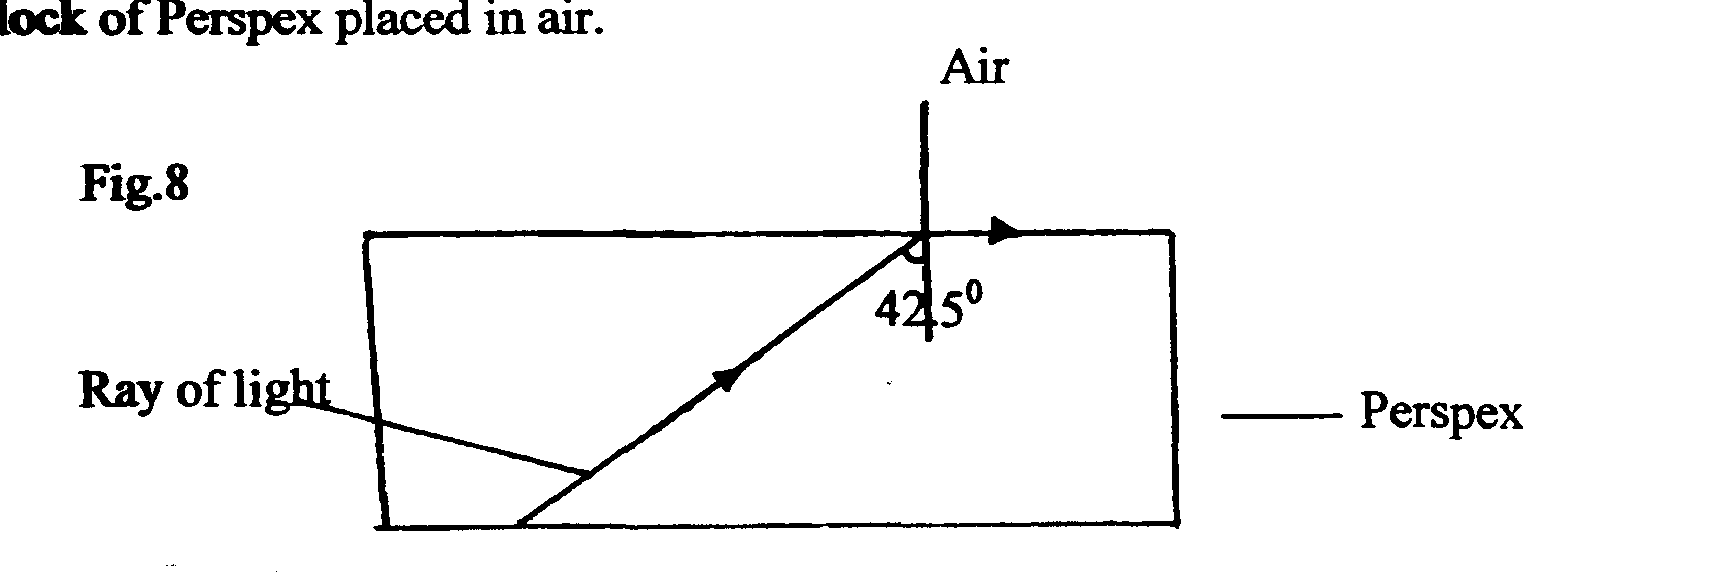 lock of Perspex placed in air.
Air
Fig.8
42.5⁰
Ray of light
Perspex